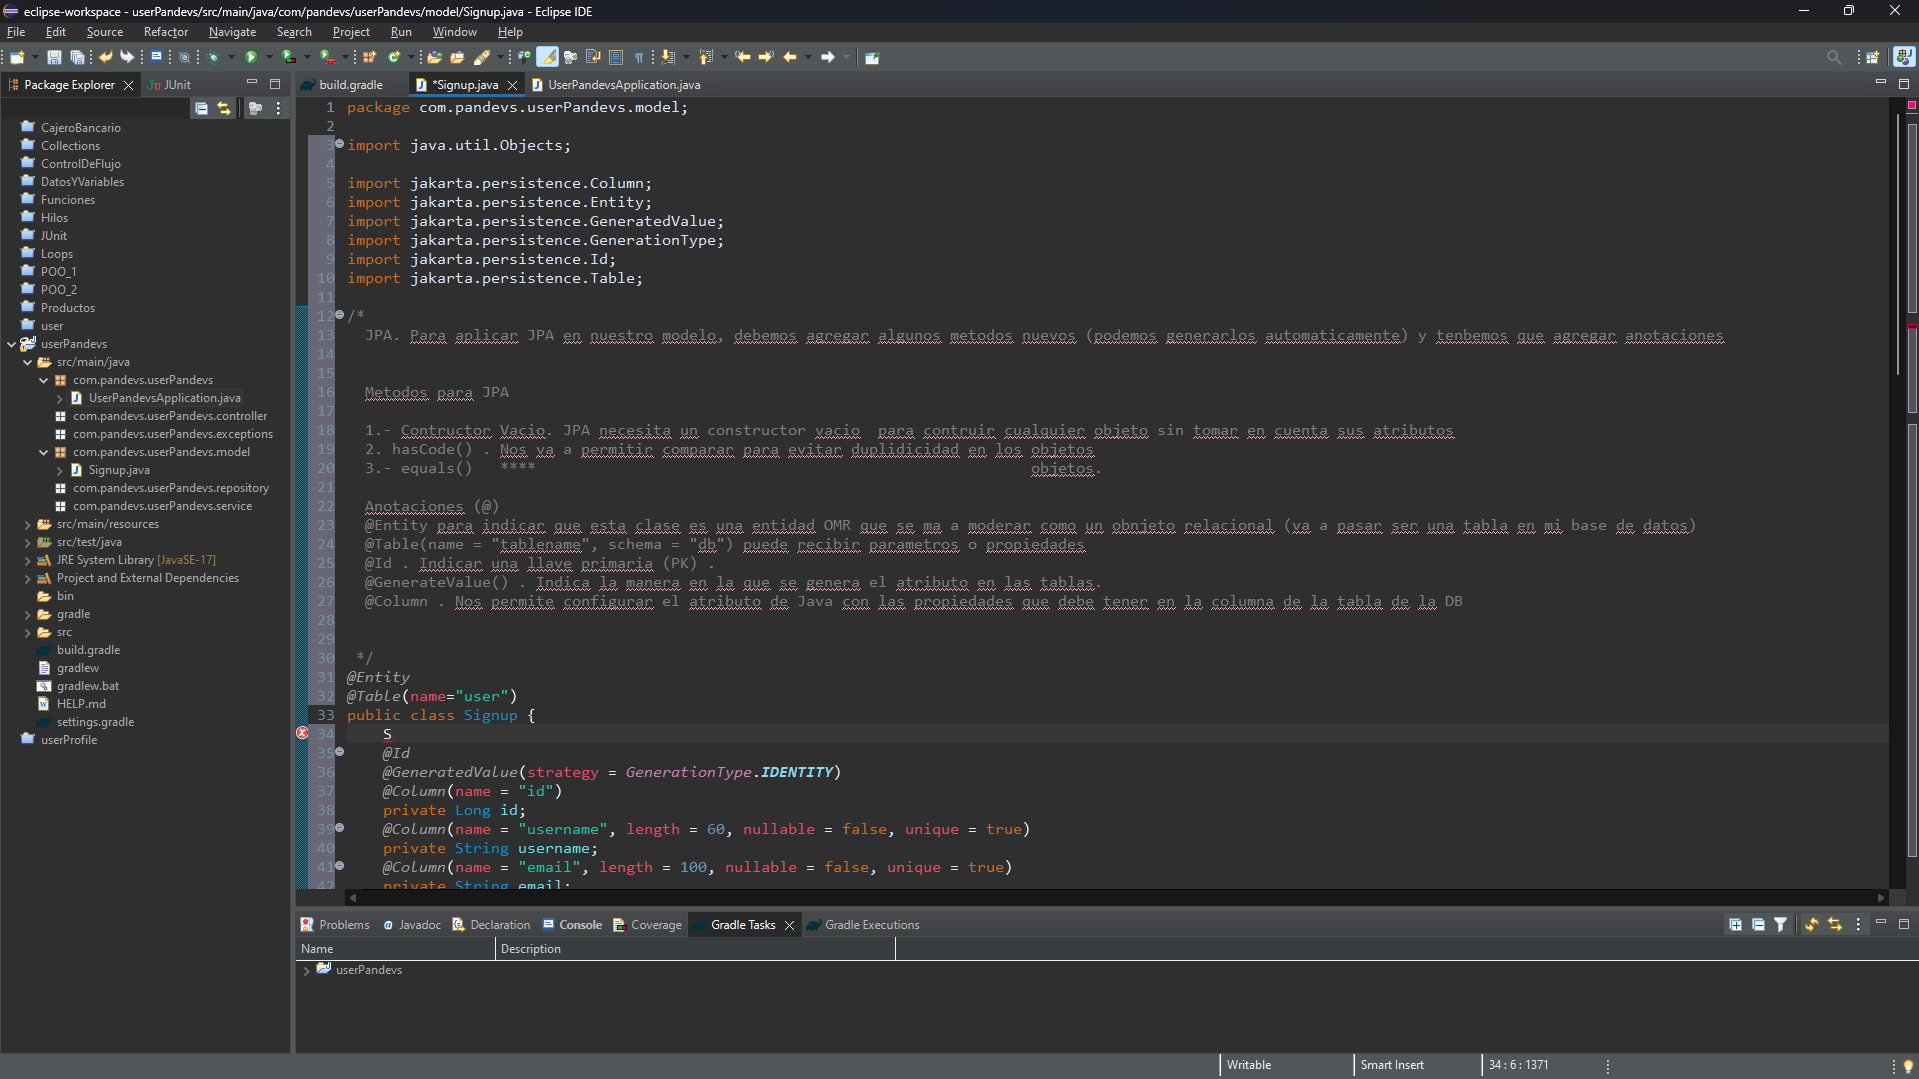 eclipse-workspace - userPandevs/src/main/java/com/pandevs/userPandevs/model/Signup.java - Eclipse IDE
File Edit Source Refactor Navigate Search Project Run Window Help
Package Explorer JUnit
CajeroBancario
Collections
ControlDeFlujo
DatosYVariables
Funciones
Hilos
JUnit
Loops
POO_1
POO_2
Productos
user
userPandevs
src/main/java
com.pandevs.userPandevs
UserPandevsApplication.java
com.pandevs.userPandevs.controller
com.pandevs.userPandevs.exceptions
com.pandevs.userPandevs.model
Signup.java
com.pandevs.userPandevs.repository
com.pandevs.userPandevs.service
src/main/resources
src/test/java
JRE System Library [JavaSE-17]
Project and External Dependencies
bin
gradle
src
build.gradle
gradlew
gradlew.bat
HELP.md
settings.gradle
userProfile
build.gradle *Signup.java UserPandevsApplication.java
1 package com.pandevs.userPandevs.model;
2
3 import java.util.Objects;
4
5 import jakarta.persistence.Column;
6 import jakarta.persistence.Entity;
7 import jakarta.persistence.GeneratedValue;
8 import jakarta.persistence.GenerationType;
9 import jakarta.persistence.Id;
10 import jakarta.persistence.Table;
11
12 /*
13 JPA. Para aplicar JPA en nuestro modelo, debemos agregar algunos metodos nuevos (podemos generarlos automaticamente) y tenbemos que agregar anotaciones
14
15
16 Metodos para JPA
17
18 1.- Contructor Vacio. JPA necesita un constructor vacio  para contruir cualquier objeto sin tomar en cuenta sus atributos
19 2. hasCode() . Nos va a permitir comparar para evitar duplidicidad en los objetos
20 3.- equals()   **** objetos.
21
22 Anotaciones (@)
23 @Entity para indicar que esta clase es una entidad OMR que se ma a moderar como un obnjeto relacional (va a pasar ser una tabla en mi base de datos)
24 @Table(name = "tablename", schema = "db") puede recibir parametros o propiedades
25 @Id . Indicar una llave primaria (PK) .
26 @GenerateValue() . Indica la manera en la que se genera el atributo en las tablas.
27 @Column . Nos permite configurar el atributo de Java con las propiedades que debe tener en la columna de la tabla de la DB
28
29
30 */
31 @Entity
32 @Table(name="user")
33 public class Signup {
34 S
35 @Id
36 @GeneratedValue(strategy = GenerationType.IDENTITY)
37 @Column(name = "id")
38 private Long id;
39 @Column(name = "username", length = 60, nullable = false, unique = true)
40 private String username;
41 @Column(name = "email", length = 100, nullable = false, unique = true)
42 private String email;
Problems Javadoc Declaration Console Coverage Gradle Tasks Gradle Executions
Name Description
userPandevs
Writable Smart Insert 34 : 6 : 1371